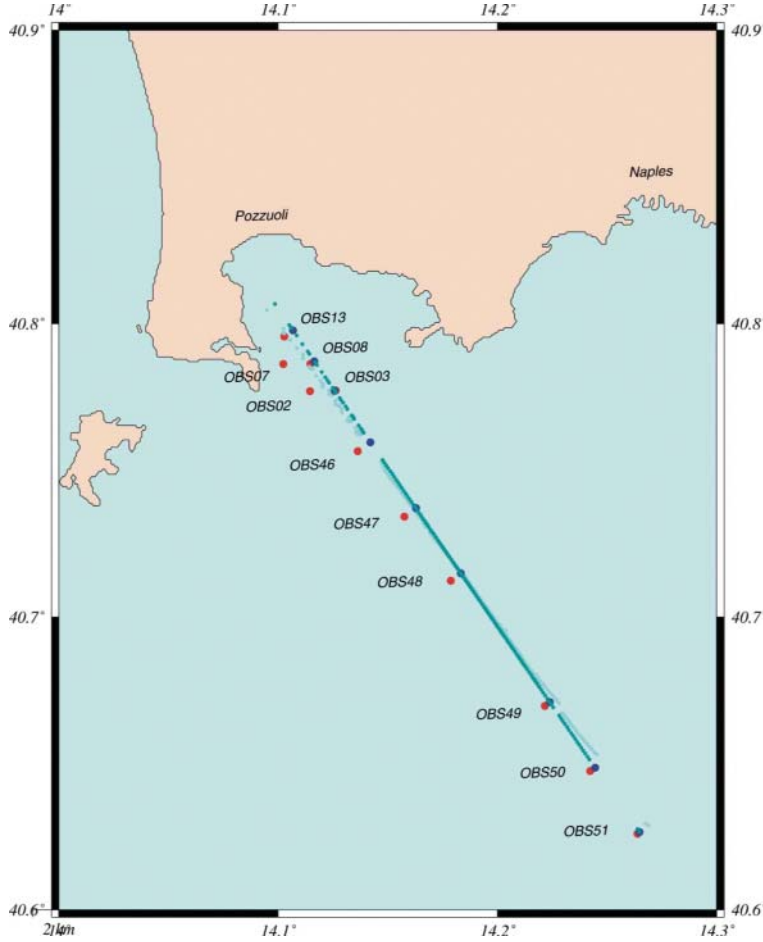 14° 14.1° 14.2° 14.3°
40.9° 40.9°
Naples
Pozzuoli
40.8° 40.8°
OBS13
OBS08
OBS07 OBS03
OBS02
OBS46
OBS47
OBS48
40.7° 40.7°
OBS49
OBS50
OBS51
40.6° 40.6°
14.1° 14.2° 14.3°